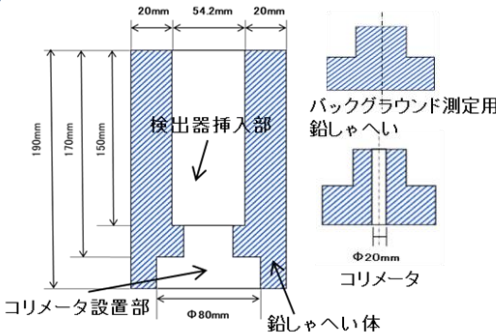 20mm
54.2mm
20mm
190mm
170mm
150mm
検出器挿入部
バックグラウンド測定用
鉛しゃへい
Φ20mm
コリメータ
コリメータ設置部
Φ80mm
鉛しゃへい体